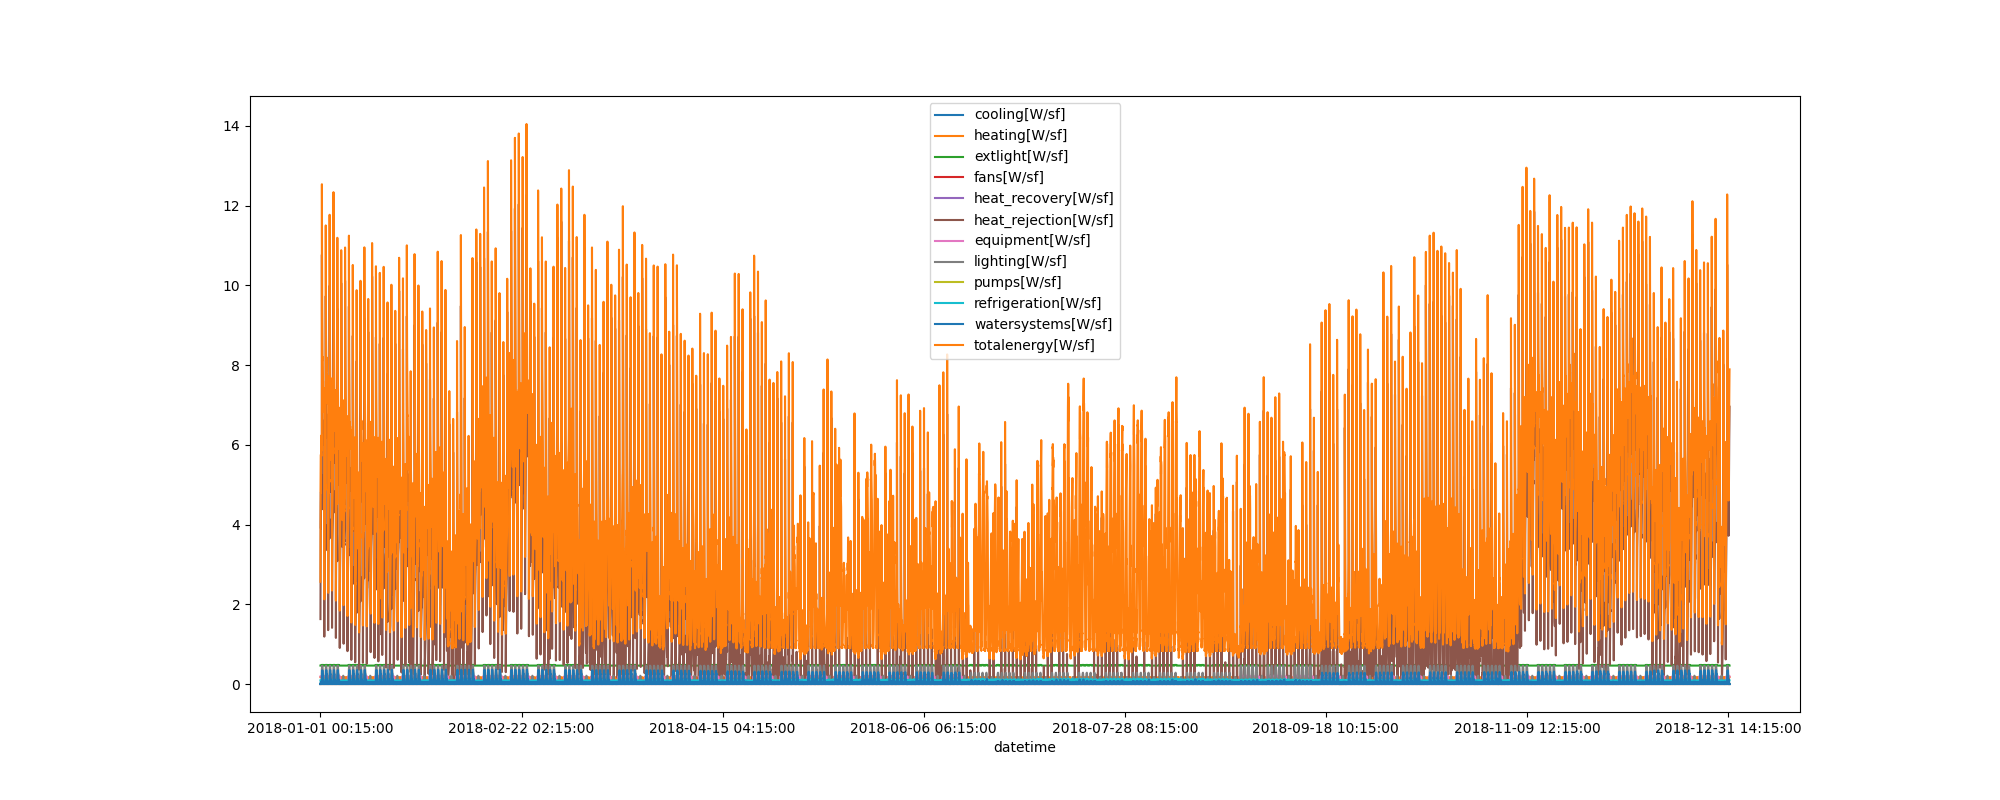 14
12
10
8
6
4
2
0
cooling[W/sf]
heating[W/sf]
extlight[W/sf]
fans[W/sf]
heat_recovery[W/sf]
heat_rejection[W/sf]
equipment[W/sf]
lighting[W/sf]
pumps[W/sf]
refrigeration[W/sf]
watersystems[W/sf]
totalenergy[W/sf]
2018-01-01 00:15:00 2018-02-22 02:15:00 2018-04-15 04:15:00 2018-06-06 06:15:00 2018-07-28 08:15:00 2018-09-18 10:15:00 2018-11-09 12:15:00 2018-12-31 14:15:00
datetime